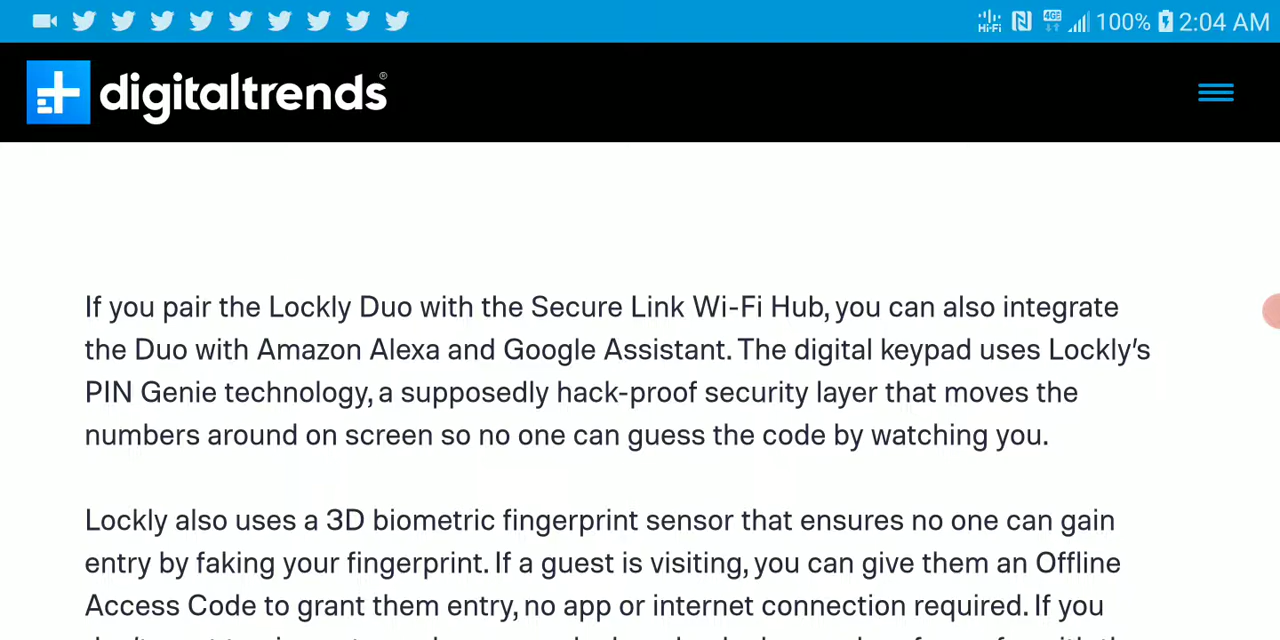 Hi-Fi 4GE 100% 2:04 AM
digitaltrends®
If you pair the Lockly Duo with the Secure Link Wi-Fi Hub, you can also integrate
the Duo with Amazon Alexa and Google Assistant. The digital keypad uses Lockly’s
PIN Genie technology, a supposedly hack-proof security layer that moves the
numbers around on screen so no one can guess the code by watching you.
Lockly also uses a 3D biometric fingerprint sensor that ensures no one can gain
entry by faking your fingerprint. If a guest is visiting, you can give them an Offline
Access Code to grant them entry, no app or internet connection required. If you